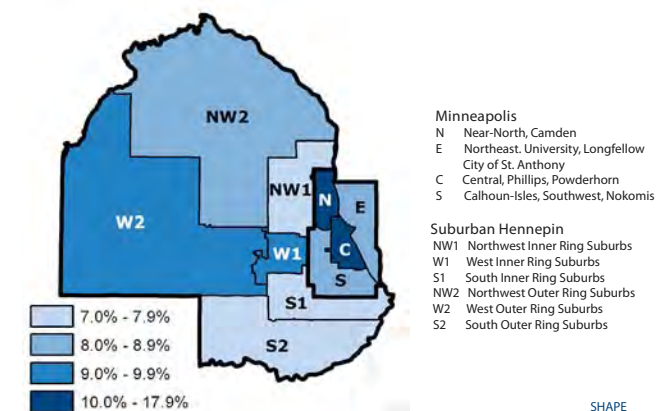 NW2
NW1
N
E
W2
W1
C
S
S1
S2
7.0% - 7.9%
8.0% - 8.9%
9.0% - 9.9%
10.0% - 17.9%
Minneapolis
N Near-North, Camden
E Northeast. University, Longfellow
City of St. Anthony
C Central, Phillips, Powderhorn
S Calhoun-Isles, Southwest, Nokomis
Suburban Hennepin
NW1 Northwest Inner Ring Suburbs
W1 West Inner Ring Suburbs
S1 South Inner Ring Suburbs
NW2 Northwest Outer Ring Suburbs
W2 West Outer Ring Suburbs
S2 South Outer Ring Suburbs
SHAPE